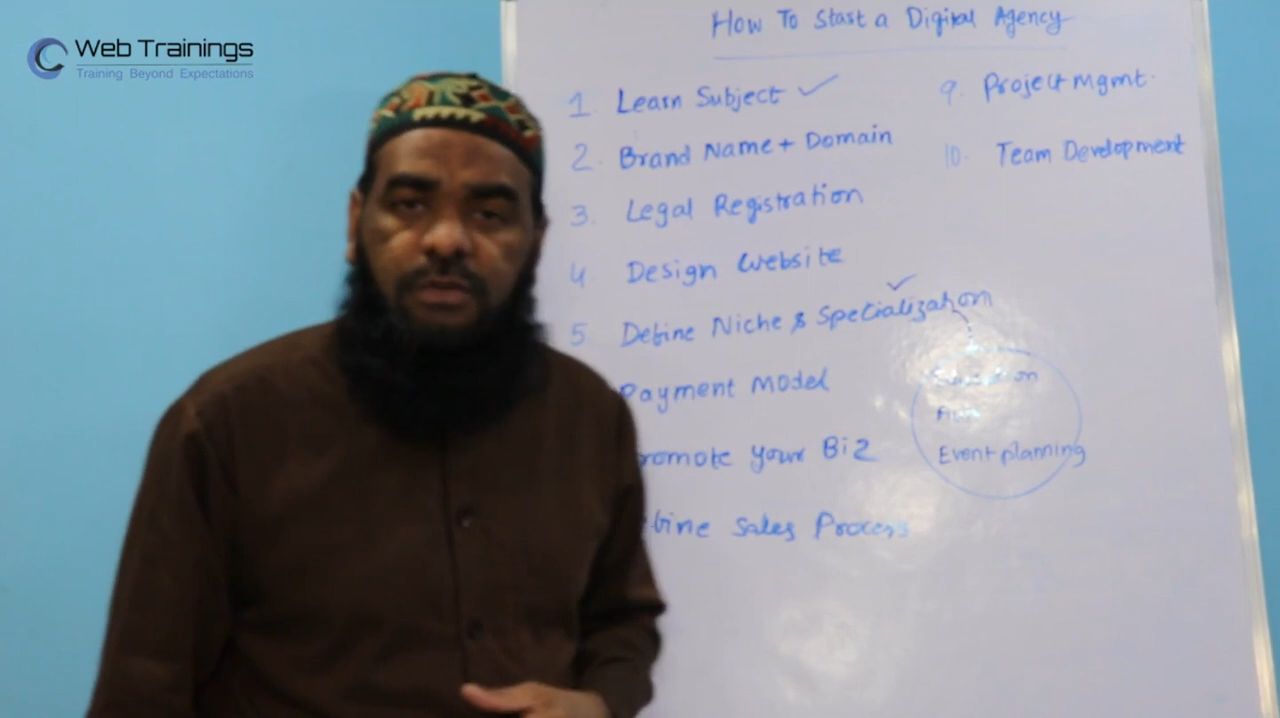 Web Trainings
Training Beyond Expectations
How To Start a Digital Agency
1. Learn Subject ✓
2. Brand Name + Domain
3. Legal Registration
4 Design Website
5. Define Niche & Specialization ✓
Payment Model
romote your Biz
Event planning
bine Sales Process
9. Project Mgmt.
10. Team Development